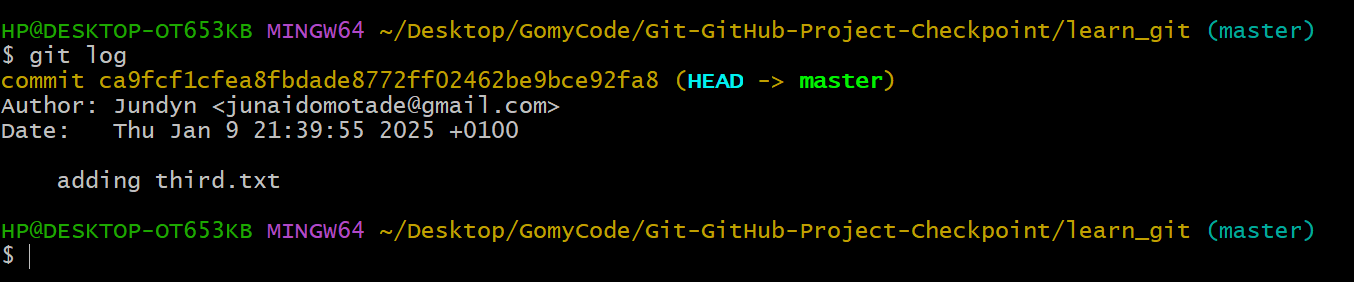 HP@DESKTOP-OT653KB MINGW64 ~/Desktop/GomyCode/Git-GitHub-Project-Checkpoint/learn_git (master)
$ git log
commit ca9fcf1cfea8fbdade8772ff02462be9bce92fa8 (HEAD -> master)
Author: Jundyn <junaidomotade@gmail.com>
Date:   Thu Jan 9 21:39:55 2025 +0100
    adding third.txt
HP@DESKTOP-OT653KB MINGW64 ~/Desktop/GomyCode/Git-GitHub-Project-Checkpoint/learn_git (master)
$